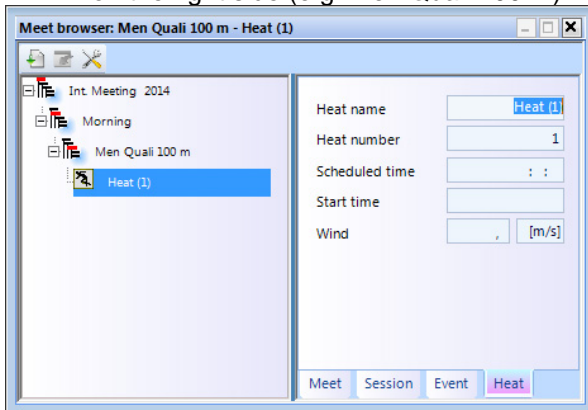 Meet browser: Men Quali 100 m - Heat (1)
Int. Meeting 2014
Morning
Men Quali 100 m
Heat (1)
Heat name Heat (1)
Heat number 1
Scheduled time : :
Start time
Wind , [m/s]
Meet Session Event Heat